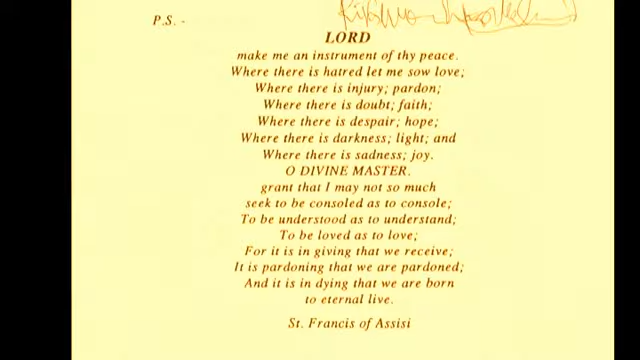 P.S. -
LORD
make me an instrument of thy peace.
Where there is hatred let me sow love;
Where there is injury; pardon;
Where there is doubt; faith;
Where there is despair; hope;
Where there is darkness; light; and
Where there is sadness; joy.
O DIVINE MASTER.
grant that I may not so much
seek to be consoled as to console;
To be understood as to understand;
To be loved as to love;
For it is in giving that we receive;
It is pardoning that we are pardoned;
And it is in dying that we are born
to eternal live.
St. Francis of Assisi